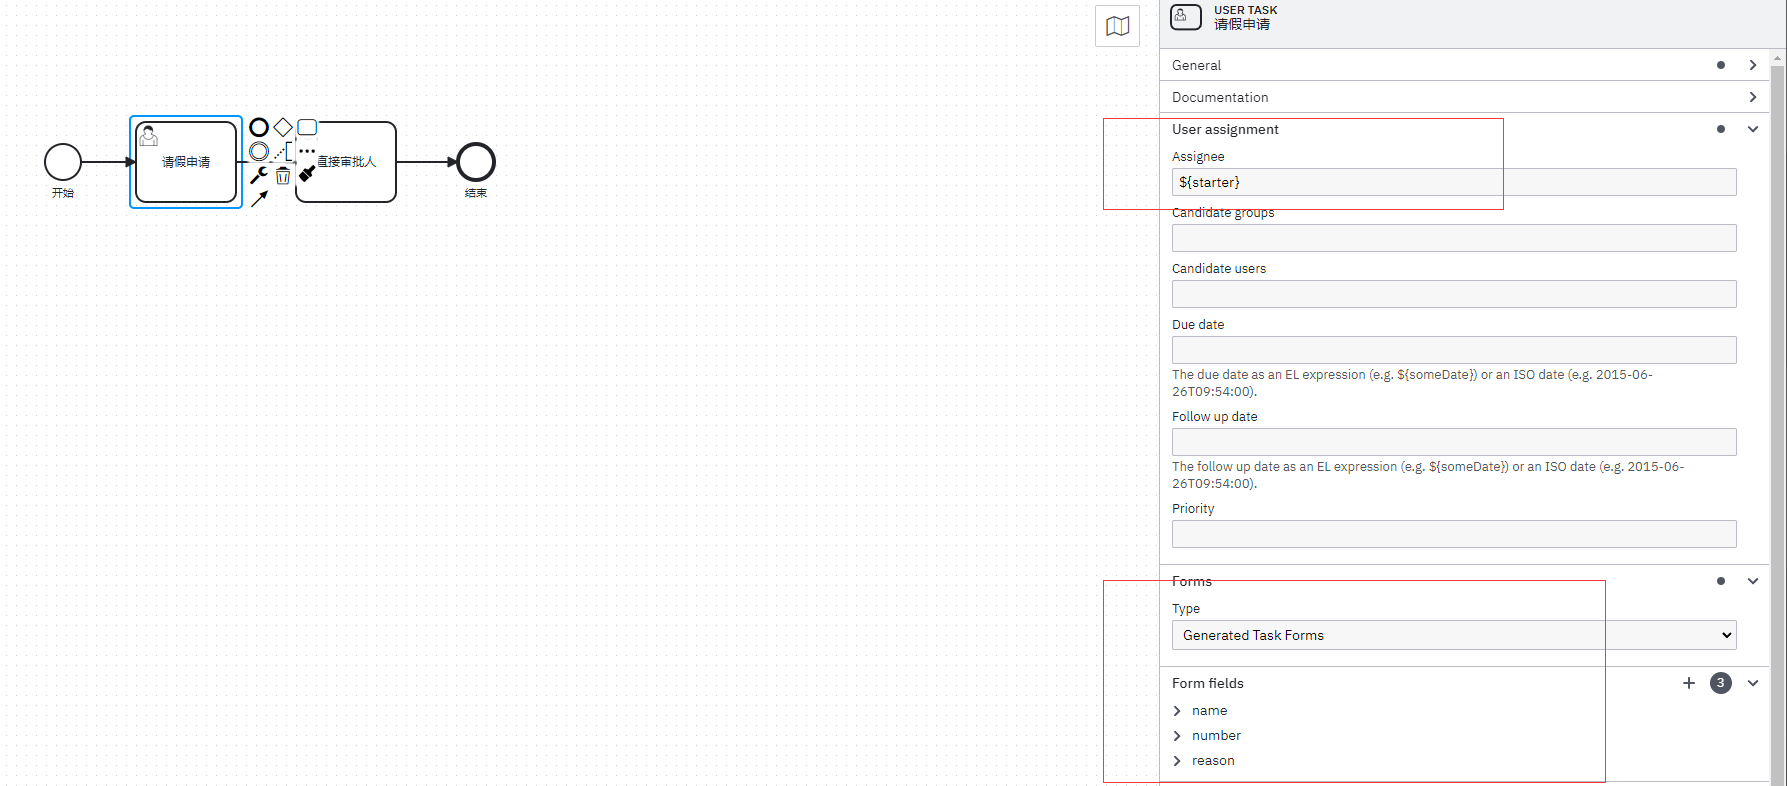 开始
请假申请
直接审批人
结束
USER TASK
请假申请
General
Documentation
User assignment
Assignee
${starter}
Candidate groups
Candidate users
Due date
The due date as an EL expression (e.g. ${someDate}) or an ISO date (e.g. 2015-06-
26T09:54:00).
Follow up date
The follow up date as an EL expression (e.g. ${someDate}) or an ISO date (e.g. 2015-06-
26T09:54:00).
Priority
Forms
Type
Generated Task Forms
Form fields
3
name
number
reason